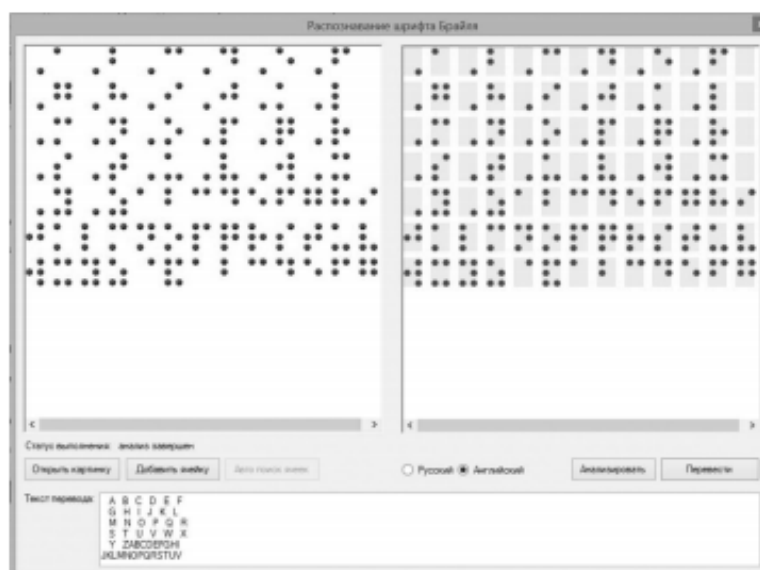 Распознавание шрифта Брайля
Статус выполнения: анализ завершен
Открыть картинку Добавить ячейку Авто поиск ячеек Русский Английский Анализировать Перевести
Текст перевода: A B C D E F
G H I J K L
M N O P Q R
S T U V W X
Y ZABCDEFGHI
JKLMNOPQRSTUV